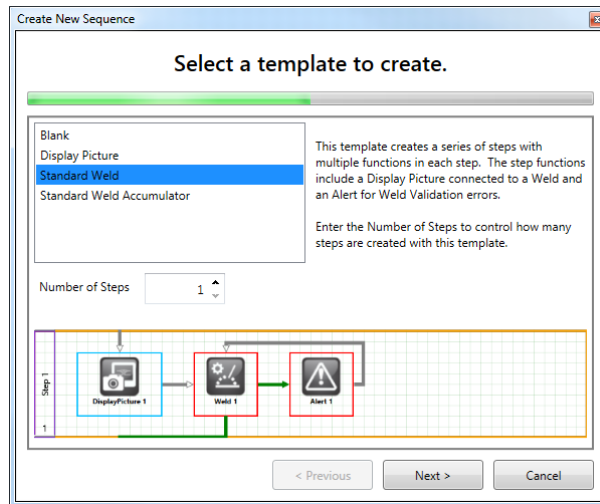 Create New Sequence
Select a template to create.
Blank
Display Picture
Standard Weld
Standard Weld Accumulator
This template creates a series of steps with
multiple functions in each step. The step functions
include a Display Picture connected to a Weld and
an Alert for Weld Validation errors.
Enter the Number of Steps to control how many
steps are created with this template.
Number of Steps
1
Step 1
1
DisplayPicture 1
Weld 1
Alert 1
< Previous
Next >
Cancel